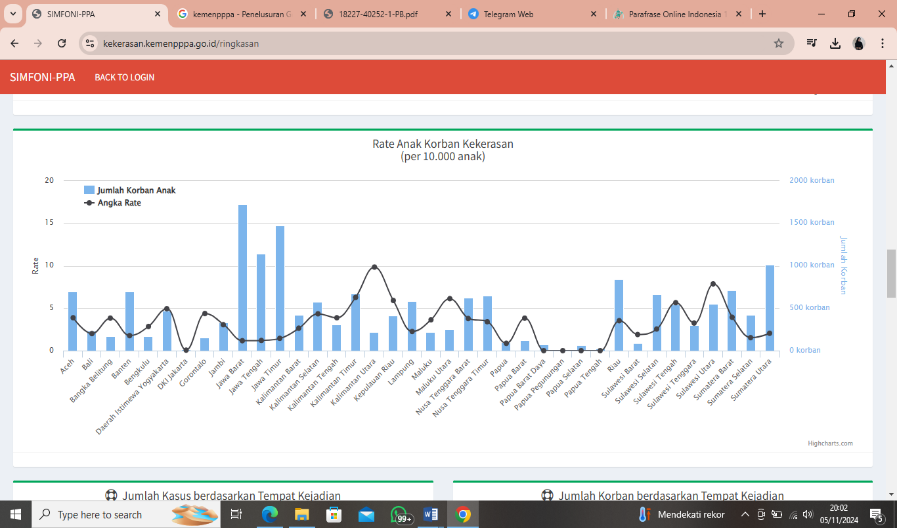 SIMFONI-PPA
kemenpppa - Penelusuran G
18227-40252-1-PB.pdf
Telegram Web
Parafrase Online Indonesia
kekerasan.kemenpppa.go.id/ringkasan
SIMFONI-PPA BACK TO LOGIN
Rate Anak Korban Kekerasan
(per 10.000 anak)
Jumlah Korban Anak
Angka Rate
20
15
10
5
0
Rate
2000 korban
1500 korban
1000 korban
500 korban
0 korban
Jumlah Korban
Aceh
Bali
Bangka Belitung
Banten
Bengkulu
Daerah Istimewa Yogyakarta
DKI Jakarta
Gorontalo
Jambi
Jawa Barat
Jawa Tengah
Jawa Timur
Kalimantan Barat
Kalimantan Selatan
Kalimantan Tengah
Kalimantan Timur
Kalimantan Utara
Kepulauan Riau
Lampung
Maluku
Maluku Utara
Nusa Tenggara Barat
Nusa Tenggara Timur
Papua
Papua Barat
Papua Barat Daya
Papua Pegunungan
Papua Selatan
Papua Tengah
Riau
Sulawesi Barat
Sulawesi Selatan
Sulawesi Tengah
Sulawesi Tenggara
Sulawesi Utara
Sumatera Barat
Sumatera Selatan
Sumatera Utara
Highcharts.com
Jumlah Kasus berdasarkan Tempat Kejadian
Jumlah Korban berdasarkan Tempat Kejadian
Type here to search
99+
Mendekati rekor
20:02
05/11/2024
5